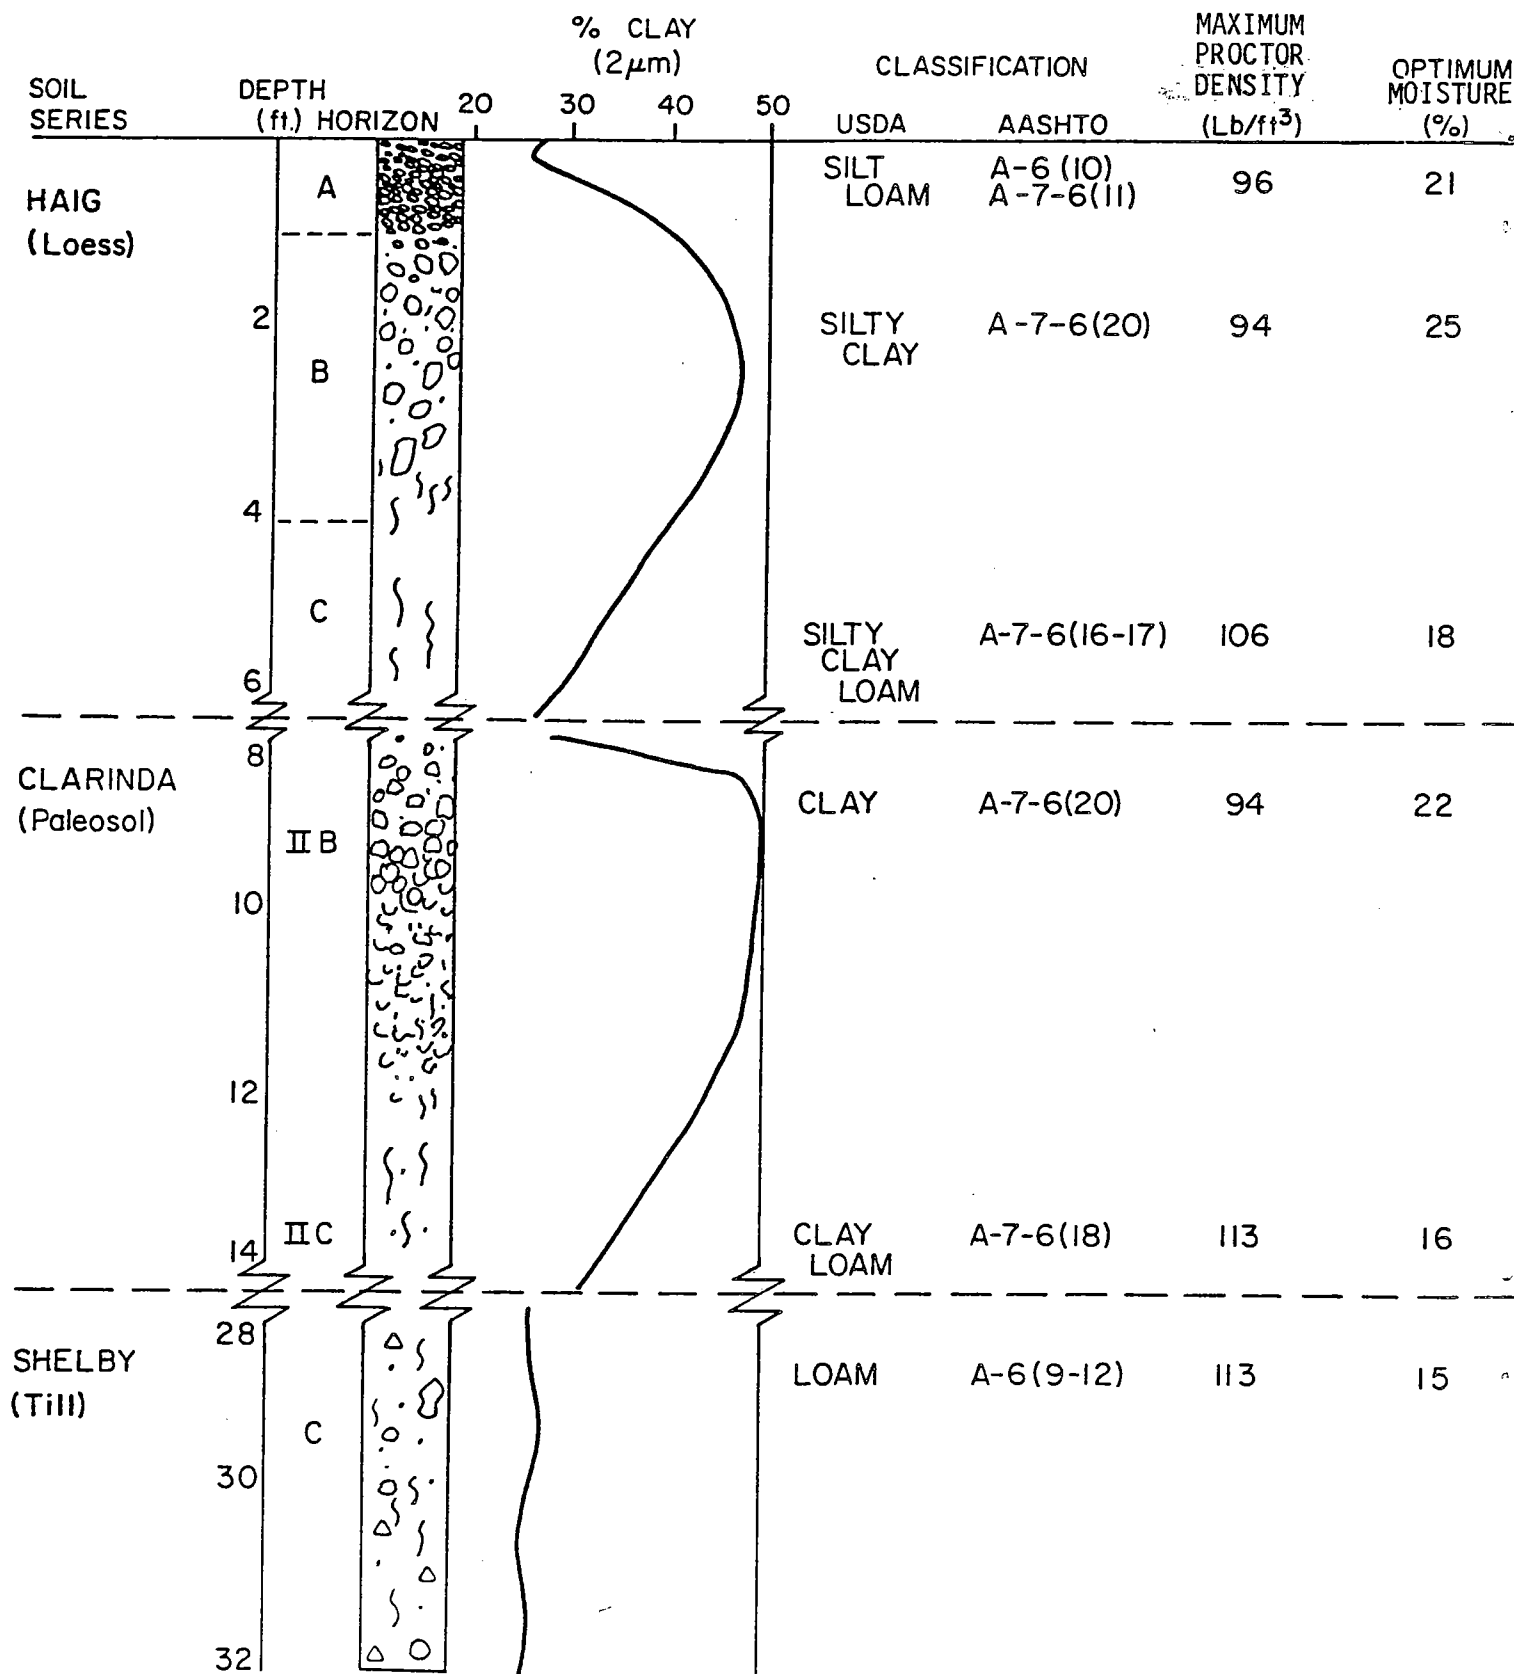 % CLAY
(2μm)
MAXIMUM
PROCTOR
DENSITY
(Lb/ft³)
CLASSIFICATION
OPTIMUM
MOISTURE
(%)
SOIL
SERIES
DEPTH
(ft.) HORIZON
20 30 40 50
USDA AASHTO
HAIG
(Loess)
A
SILT
LOAM
A-6 (10)
A-7-6(11)
96 21
2
B
SILTY
CLAY
A-7-6(20) 94 25
4
C
SILTY
CLAY
LOAM
A-7-6(16-17) 106 18
6
8
CLARINDA
(Paleosol)
II B
CLAY A-7-6(20) 94 22
10
12
II C
14
CLAY
LOAM
A-7-6(18) 113 16
28
SHELBY
(Till)
C
LOAM A-6(9-12) 113 15
30
32